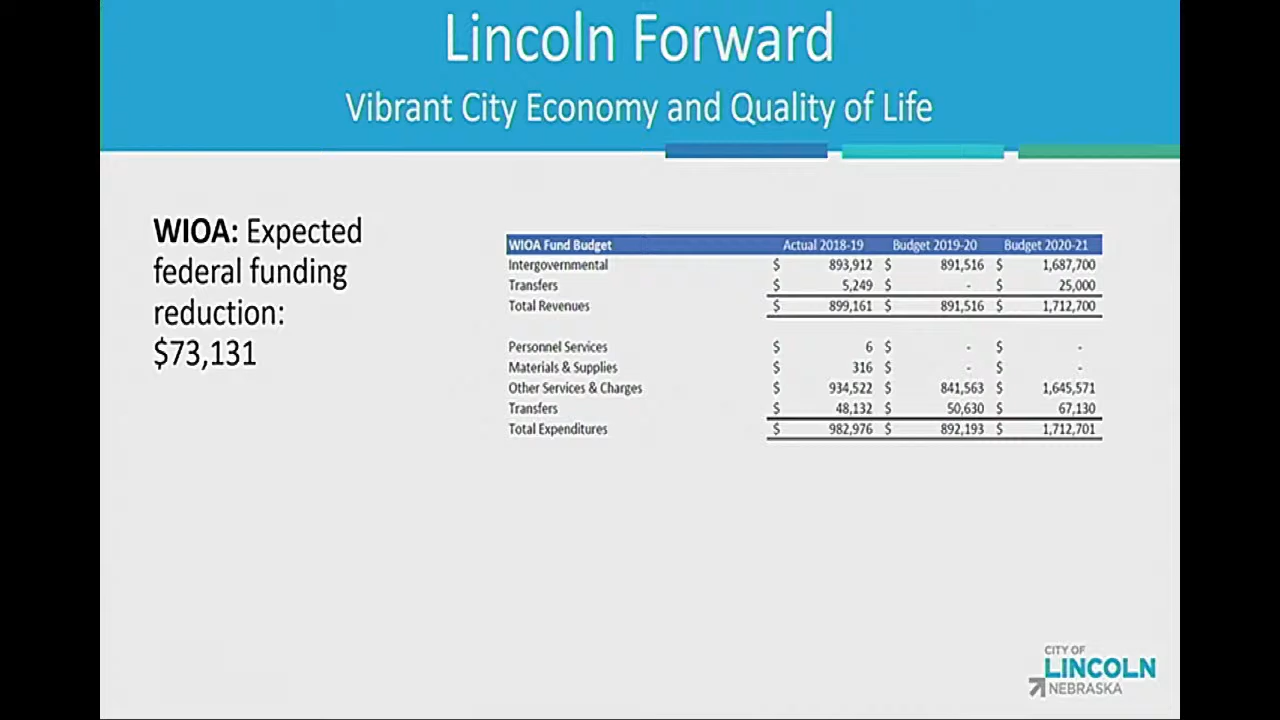 Lincoln Forward
Vibrant City Economy and Quality of Life
WIOA: Expected
federal funding
reduction:
$73,131
WIOA Fund Budget Actual 2018-19 Budget 2019-20 Budget 2020-21
Intergovernmental $ 893,912 $ 891,516 $ 1,687,700
Transfers $ 5,249 $ - $ 25,000
Total Revenues $ 899,161 $ 891,516 $ 1,712,700
Personnel Services $ 6 $ - $ -
Materials & Supplies $ 316 $ - $ -
Other Services & Charges $ 934,522 $ 841,563 $ 1,645,571
Transfers $ 48,132 $ 50,630 $ 67,130
Total Expenditures $ 982,976 $ 892,193 $ 1,712,701
CITY OF
LINCOLN
NEBRASKA